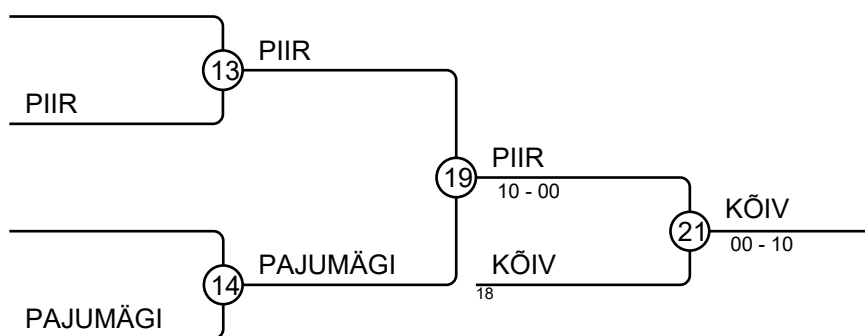 PIIR
13
PIIR
19
PIIR
10 - 00
21
KÕIV
00 - 10
14
PAJUMÄGI
KÕIV
18
PAJUMÄGI